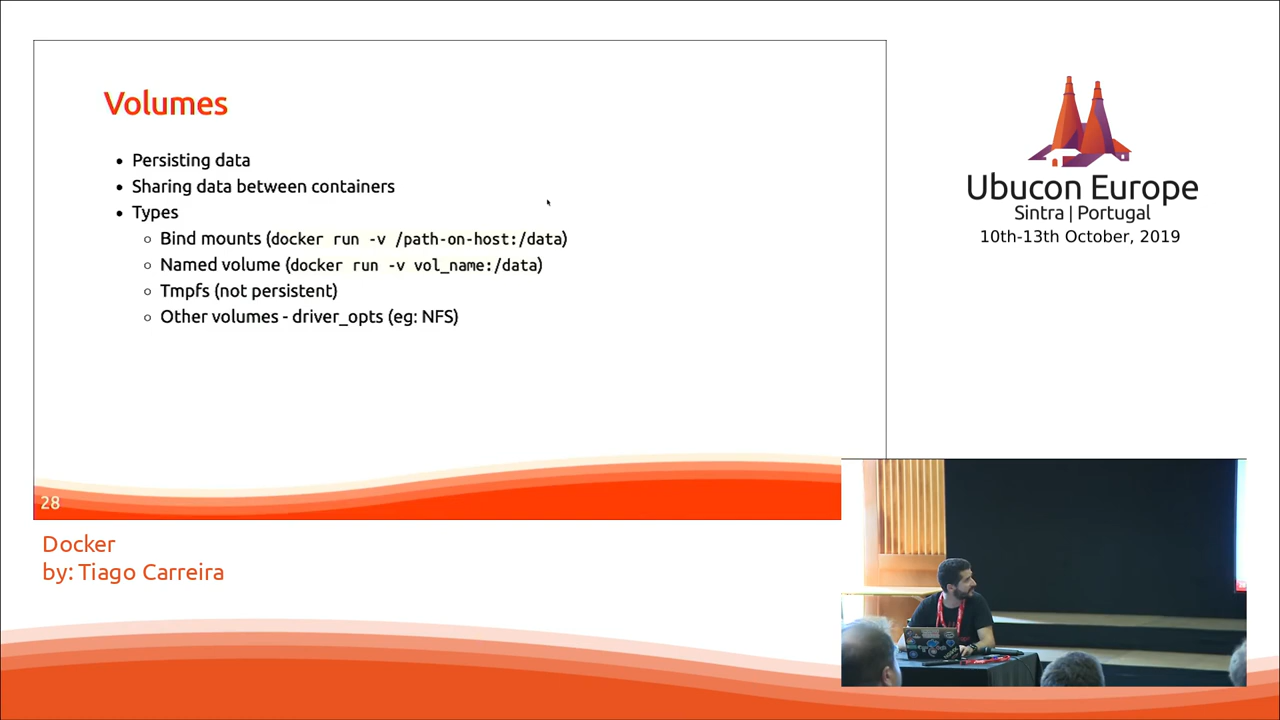 Volumes
• Persisting data
• Sharing data between containers
• Types
○ Bind mounts (docker run -v /path-on-host:/data)
○ Named volume (docker run -v vol_name:/data)
○ Tmpfs (not persistent)
○ Other volumes - driver_opts (eg: NFS)
28
Docker
by: Tiago Carreira
Ubucon Europe
Sintra | Portugal
10th-13th October, 2019